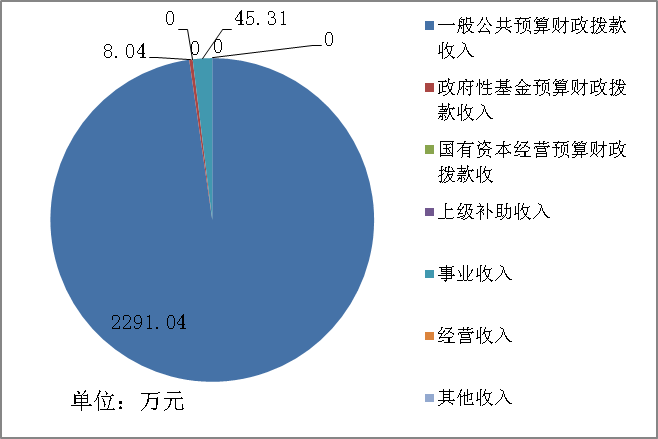 0
45.31
8.04
0
0
0
2291.04
单位：万元
一般公共预算财政拨款
收入
政府性基金预算财政拨
款收入
国有资本经营预算财政
拨款收
上级补助收入
事业收入
经营收入
其他收入